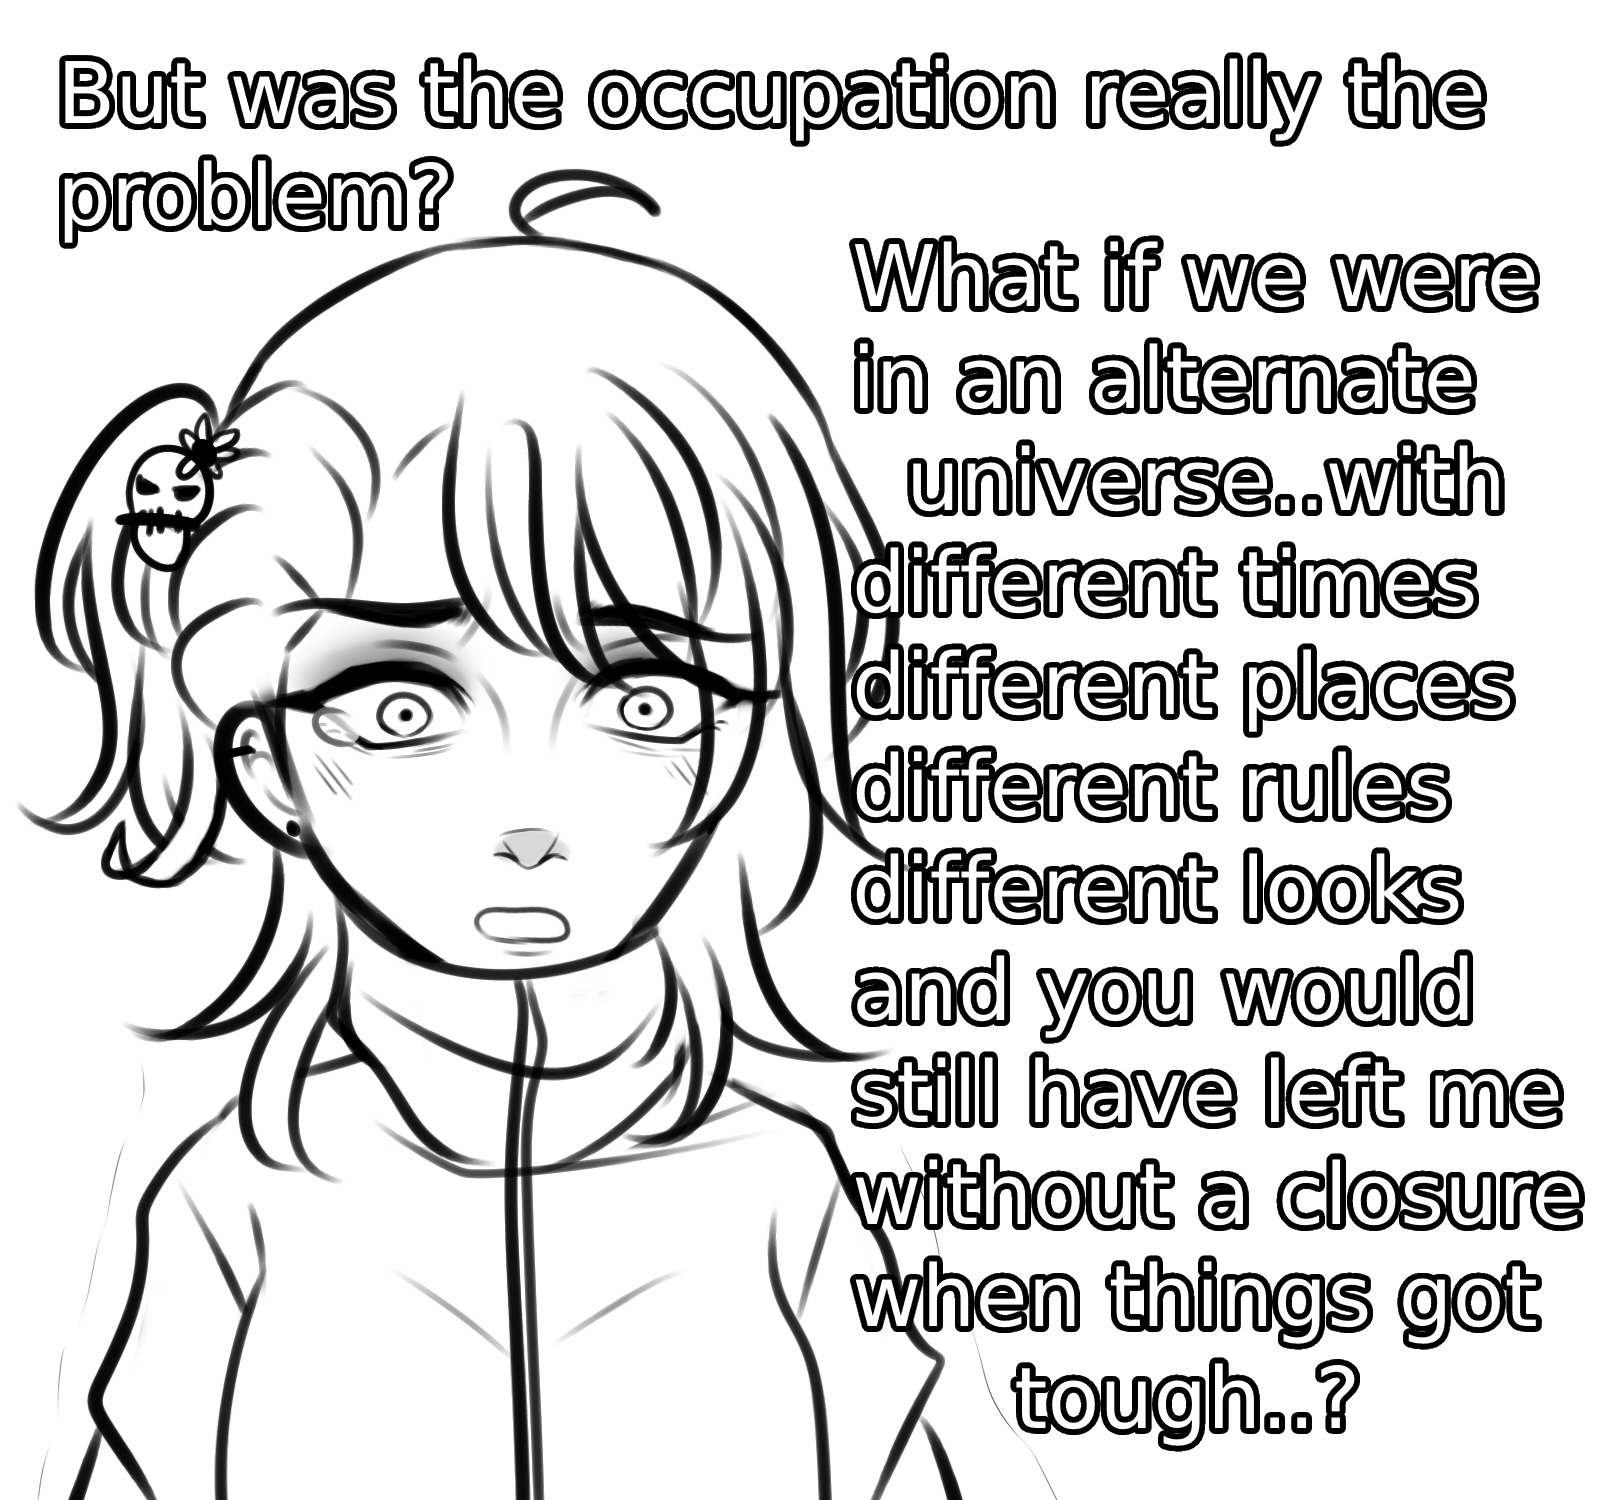 But was the occupation really the
problem?
What if we were
in an alternate
universe..with
different times
different places
different rules
different looks
and you would
still have left me
without a closure
when things got
tough..?